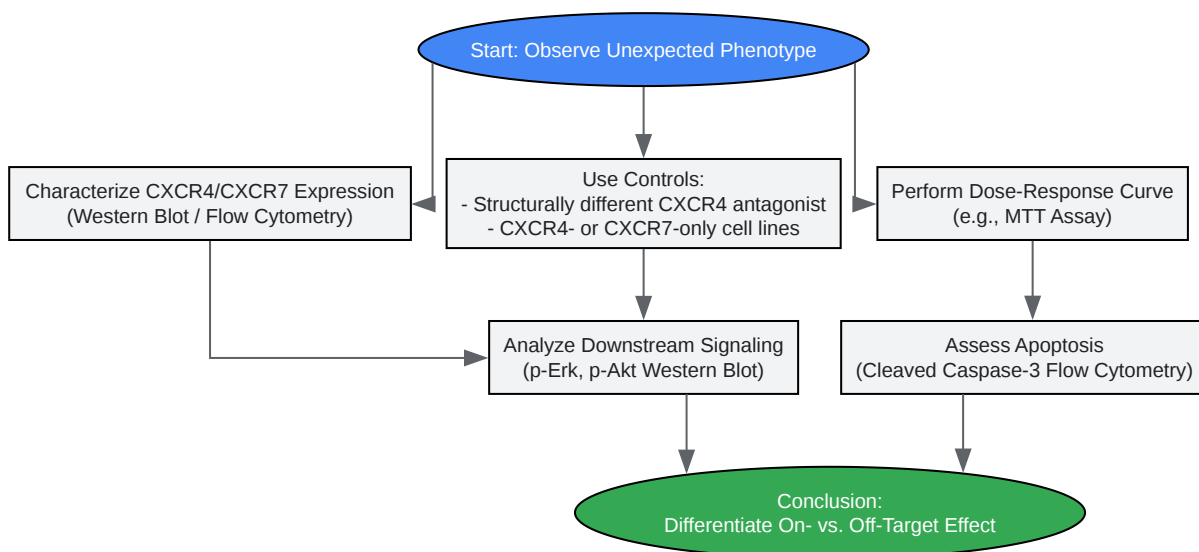 Start: Observe Unexpected Phenotype
Characterize CXCR4/CXCR7 Expression
(Western Blot / Flow Cytometry)
Use Controls:
- Structurally different CXCR4 antagonist
- CXCR4- or CXCR7-only cell lines
Perform Dose-Response Curve
(e.g., MTT Assay)
Analyze Downstream Signaling
(p-Erk, p-Akt Western Blot)
Assess Apoptosis
(Cleaved Caspase-3 Flow Cytometry)
Conclusion:
Differentiate On- vs. Off-Target Effect